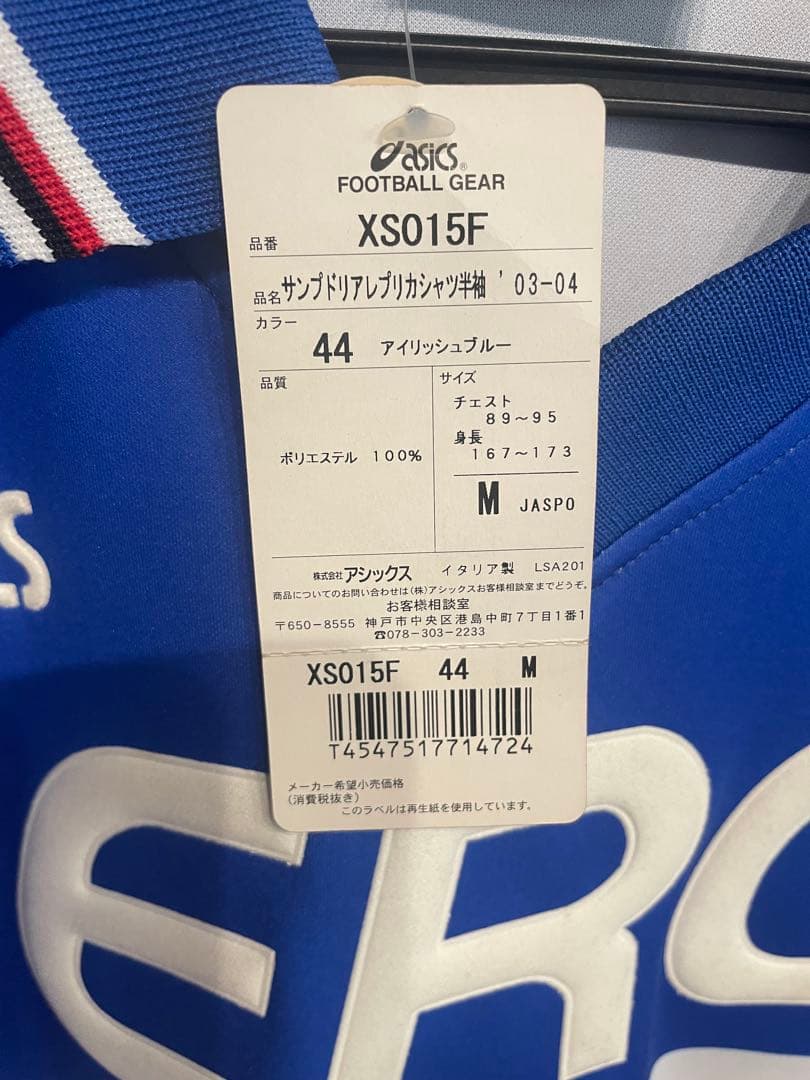 asics®
FOOTBALL GEAR
品番 XS015F
品名 サンプドリアレプリカシャツ半袖 '03-04
カラー
44 アイリッシュブルー
品質
ポリエステル 100%
サイズ
チェスト
89~95
身長
167~173
M JASPO
株式会社アシックス イタリア製 LSA201
商品についてのお問い合わせは(株)アシックスお客様相談室までどうぞ。
お客様相談室
〒650-8555 神戸市中央区港島中町7丁目1番1
☎078-303-2233
XS015F 44 M
T4547517714724
メーカー希望小売価格
(消費税抜き)
このラベルは再生紙を使用しています。
ERS